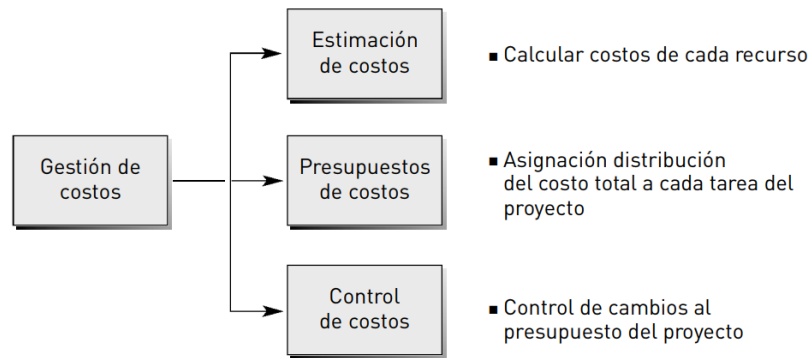 Gestión de
costos
Estimación
de costos
■ Calcular costos de cada recurso
Presupuestos
de costos
■ Asignación distribución
del costo total a cada tarea del
proyecto
Control
de costos
■ Control de cambios al
presupuesto del proyecto